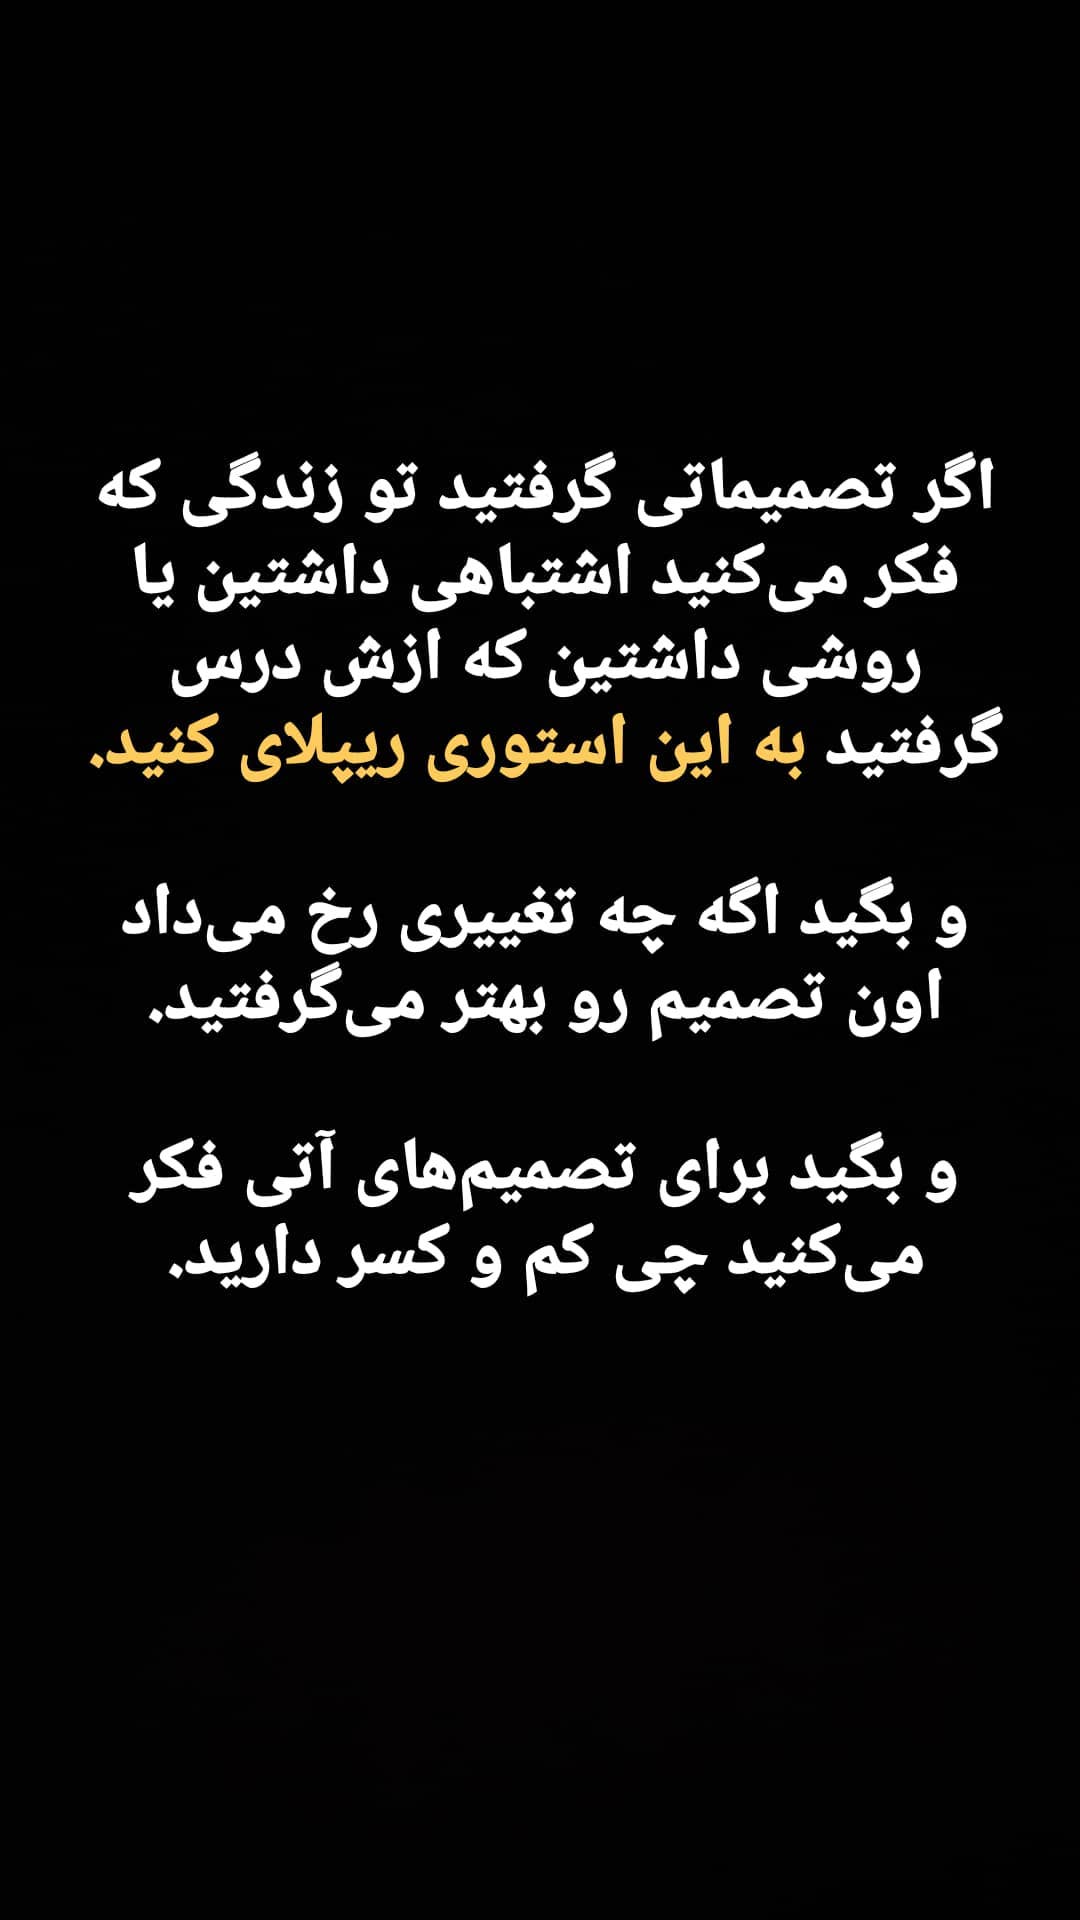 اگر تصمیماتی گرفتید تو زندگی که
فکر می‌کنید اشتباهی داشتین یا
روشی داشتین که ازش درس
گرفتید به این استوری ریپلای کنید.
و بگید اگه چه تغییری رخ می‌داد
اون تصمیم رو بهتر می‌گرفتید.
و بگید برای تصمیم‌های آتی فکر
می‌کنید چی کم و کسر دارید.